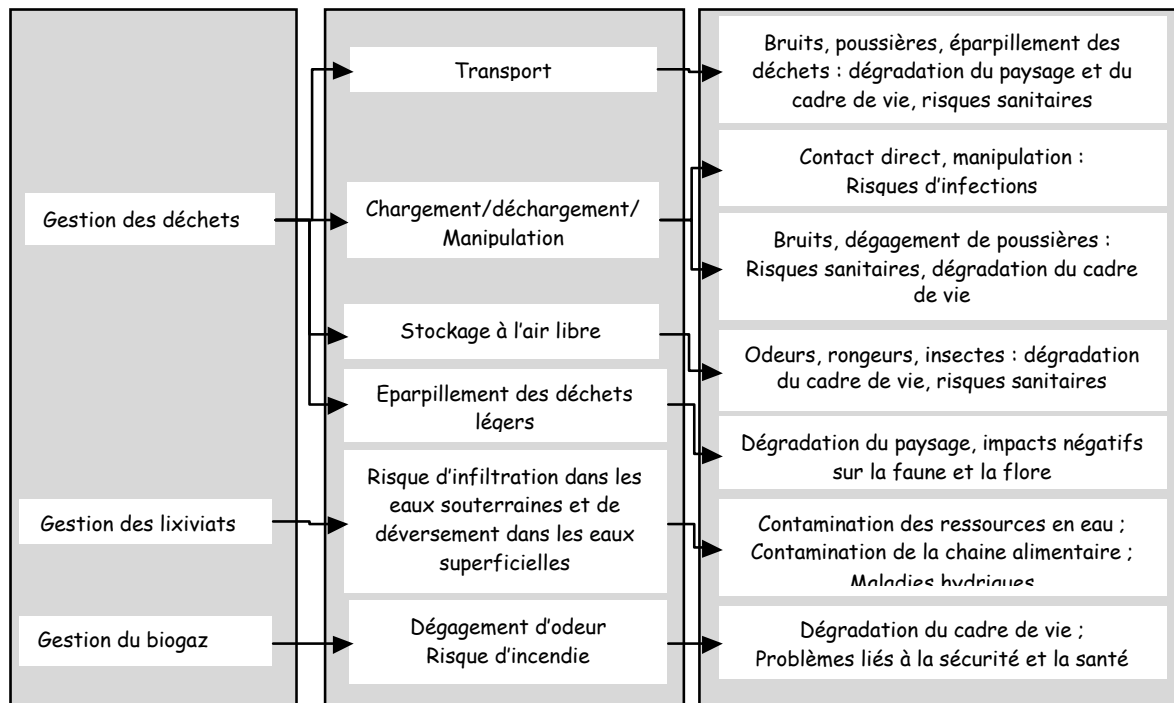 Gestion des déchets
Gestion des lixiviats
Gestion du biogaz
Transport
Chargement/déchargement/
Manipulation
Stockage à l'air libre
Eparpillement des déchets
légers
Risque d'infiltration dans les
eaux souterraines et de
déversement dans les eaux
superficielles
Dégagement d'odeur
Risque d'incendie
Bruits, poussières, éparpillement des
déchets : dégradation du paysage et du
cadre de vie, risques sanitaires
Contact direct, manipulation :
Risques d'infections
Bruits, dégagement de poussières :
Risques sanitaires, dégradation du cadre
de vie
Odeurs, rongeurs, insectes : dégradation
du cadre de vie, risques sanitaires
Dégradation du paysage, impacts négatifs
sur la faune et la flore
Contamination des ressources en eau ;
Contamination de la chaine alimentaire ;
Maladies hydriques
Dégradation du cadre de vie ;
Problèmes liés à la sécurité et la santé